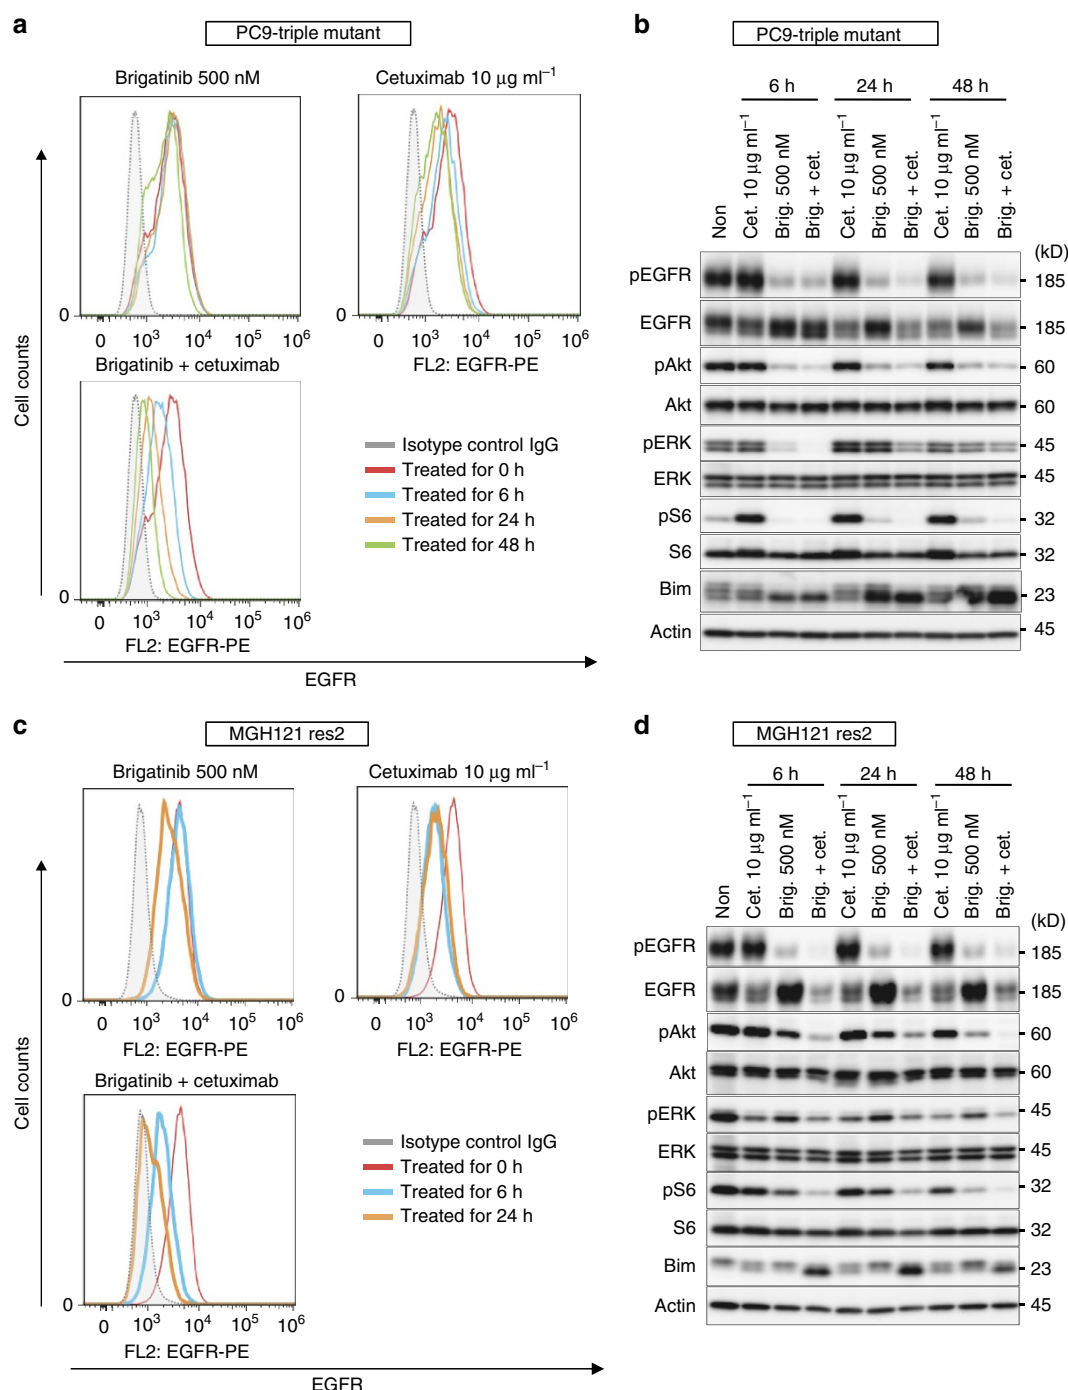 a
PC9-triple mutant
Brigatinib 500 nM
Cetuximab 10 μg ml⁻¹
0
0 10³ 10⁴ 10⁵ 10⁶
0
0 10³ 10⁴ 10⁵ 10⁶
FL2: EGFR-PE
Brigatinib + cetuximab
0
0 10³ 10⁴ 10⁵ 10⁶
FL2: EGFR-PE
Cell counts
EGFR
Isotype control IgG
Treated for 0 h
Treated for 6 h
Treated for 24 h
Treated for 48 h
b
PC9-triple mutant
6 h 24 h 48 h
Non
Cet. 10 μg ml⁻¹
Brig. 500 nM
Brig. + cet.
Cet. 10 μg ml⁻¹
Brig. 500 nM
Brig. + cet.
Cet. 10 μg ml⁻¹
Brig. 500 nM
Brig. + cet.
(kD)
pEGFR 185
EGFR 185
pAkt 60
Akt 60
pERK 45
ERK 45
pS6 32
S6 32
Bim 23
Actin 45
c
MGH121 res2
Brigatinib 500 nM
Cetuximab 10 μg ml⁻¹
0
0 10³ 10⁴ 10⁵ 10⁶
FL2: EGFR-PE
0
0 10³ 10⁴ 10⁵ 10⁶
FL2: EGFR-PE
Brigatinib + cetuximab
0
0 10³ 10⁴ 10⁵ 10⁶
FL2: EGFR-PE
Cell counts
EGFR
Isotype control IgG
Treated for 0 h
Treated for 6 h
Treated for 24 h
d
MGH121 res2
6 h 24 h 48 h
Non
Cet. 10 μg ml⁻¹
Brig. 500 nM
Brig. + cet.
Cet. 10 μg ml⁻¹
Brig. 500 nM
Brig. + cet.
Cet. 10 μg ml⁻¹
Brig. 500 nM
Brig. + cet.
(kD)
pEGFR 185
EGFR 185
pAkt 60
Akt 60
pERK 45
ERK 45
pS6 32
S6 32
Bim 23
Actin 45